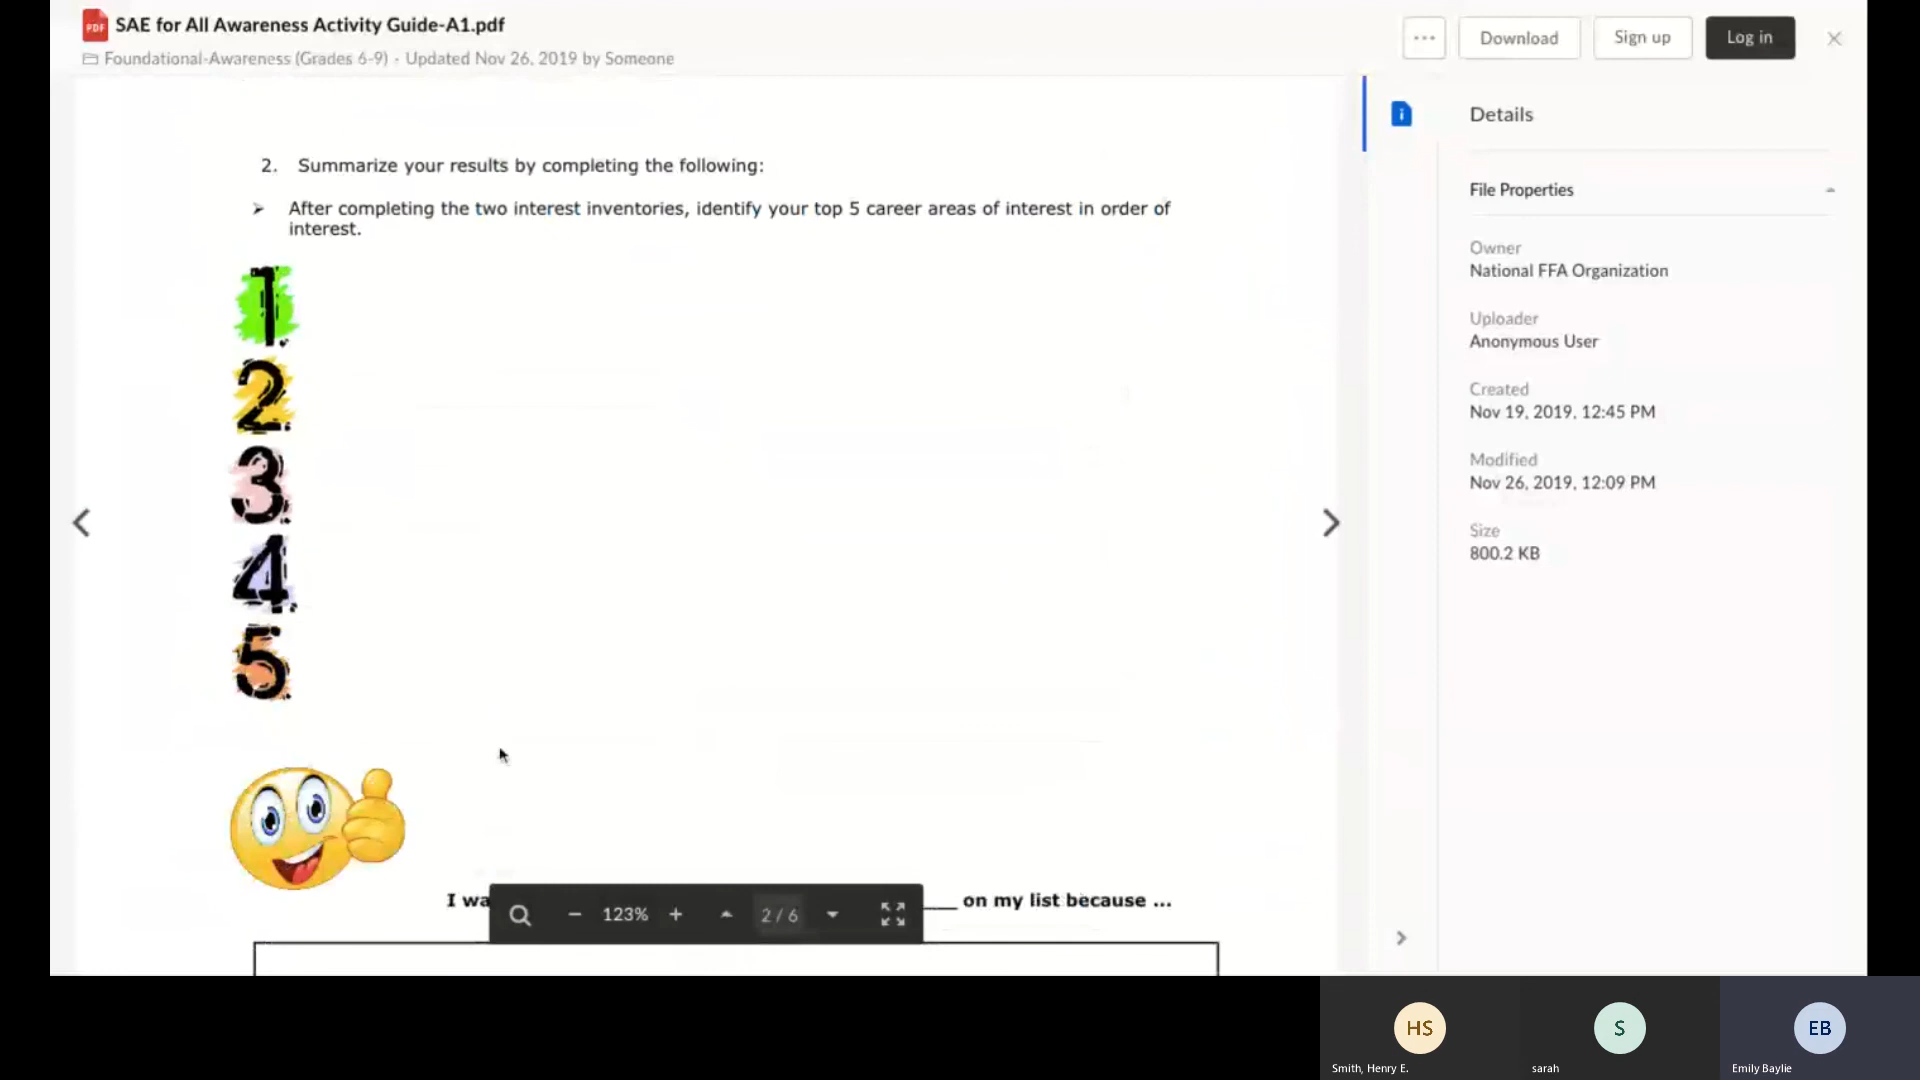 PDF
SAE for All Awareness Activity Guide-A1.pdf
Foundational-Awareness (Grades 6-9) - Updated Nov 26, 2019 by Someone
Download
Sign up
Log in
2. Summarize your results by completing the following:
➢ After completing the two interest inventories, identify your top 5 career areas of interest in order of
interest.
1.
2.
3.
4.
5.
I wa
____ on my list because ...
123%
2 / 6
Details
File Properties
Owner
National FFA Organization
Uploader
Anonymous User
Created
Nov 19, 2019, 12:45 PM
Modified
Nov 26, 2019, 12:09 PM
Size
800.2 KB
HS
S
EB
Smith, Henry E.
sarah
Emily Baylie